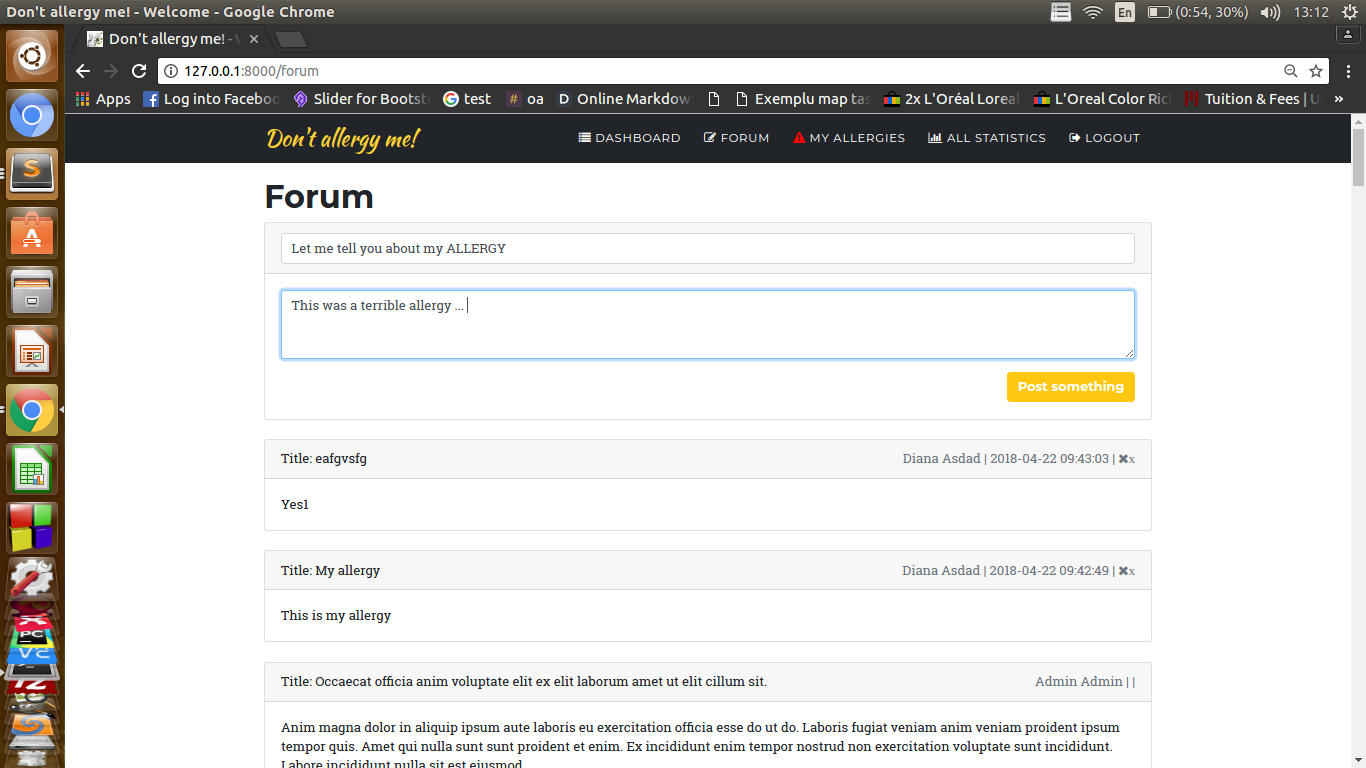 Don't allergy me! - Welcome - Google Chrome
En
(0:54, 30%)
13:12
Don't allergy me! -
127.0.0.1:8000/forum
Apps
Log into Faceboo
Slider for Bootst
test
oa
Online Markdow
Exemplu map tas
2x L'Oréal Loreal
L'Oreal Color Ric
Tuition & Fees | U
»
Don't allergy me!
DASHBOARD
FORUM
MY ALLERGIES
ALL STATISTICS
LOGOUT
Forum
Let me tell you about my ALLERGY
This was a terrible allergy ...
Post something
Title: eafgvsfg
Diana Asdad | 2018-04-22 09:43:03 | ✖x
Yes1
Title: My allergy
Diana Asdad | 2018-04-22 09:42:49 | ✖x
This is my allergy
Title: Occaecat officia anim voluptate elit ex elit laborum amet ut elit cillum sit.
Admin Admin | |
Anim magna dolor in aliquip ipsum aute laboris eu exercitation officia esse do ut do. Laboris fugiat veniam anim veniam proident ipsum
tempor quis. Amet qui nulla sunt sunt proident et enim. Ex incididunt enim tempor nostrud non exercitation voluptate sunt incididunt.
Labore incididunt nulla sit est eiusmod
PC
VC